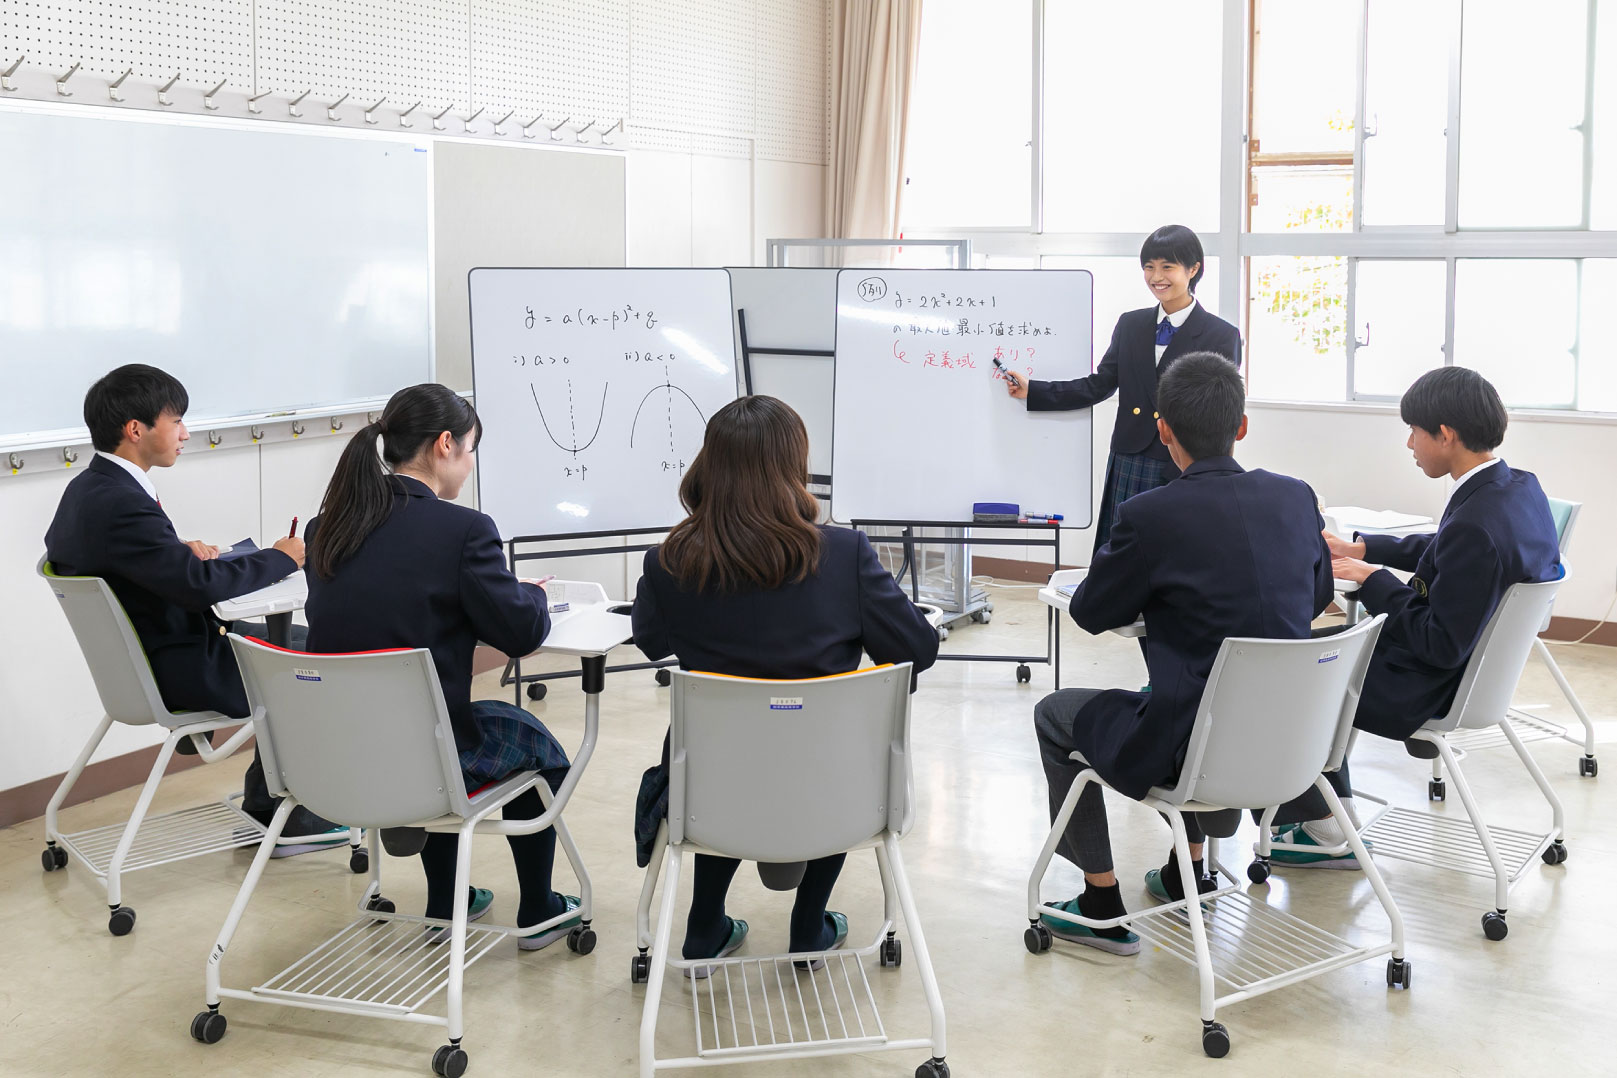 y = a(x-p)²+q
i) a>0
ii) a<0
x=p
x=p
例 y = 2x²+2x+1
の最大値最小値を求めよ.
定義域 あり?
な ?